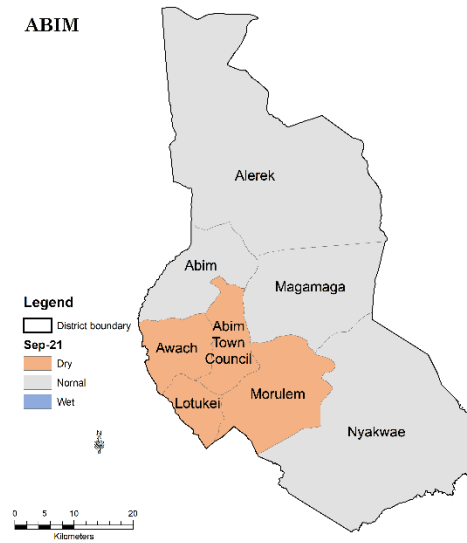 ABIM
Alerek
Abim
Magamaga
Legend
District boundary
Sep-21
Dry
Nornal
Wet
Abim
Town
Council
Awach
Lotukei
Morulem
Nyakwae
N
0 5 10 20
Kilometers